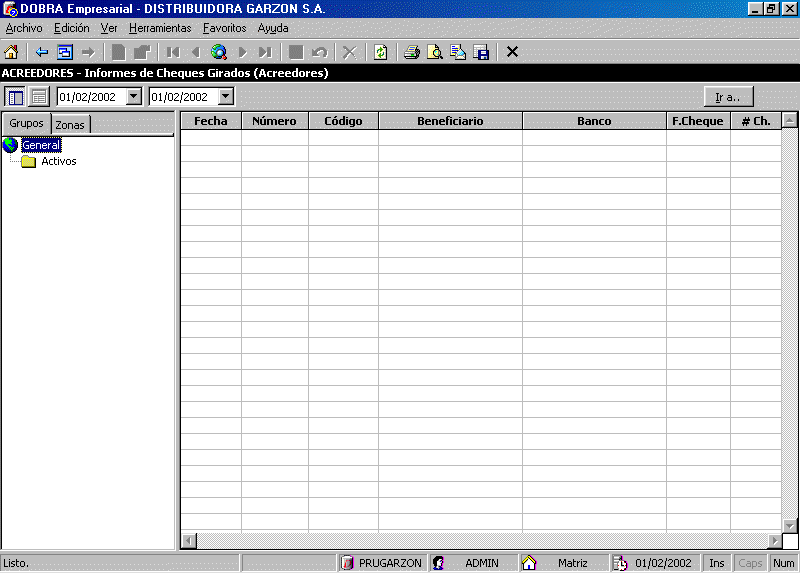 DOBRA Empresarial - DISTRIBUIDORA GARZON S.A.
Archivo Edición Ver Herramientas Favoritos Ayuda
ACREEDORES - Informes de Cheques Girados (Acreedores)
01/02/2002 01/02/2002 Ir a..
Grupos Zonas
Fecha Número Código Beneficiario Banco F.Cheque # Ch.
General
Activos
Listo. PRUGARZON ADMIN Matriz 01/02/2002 Ins Caps Num